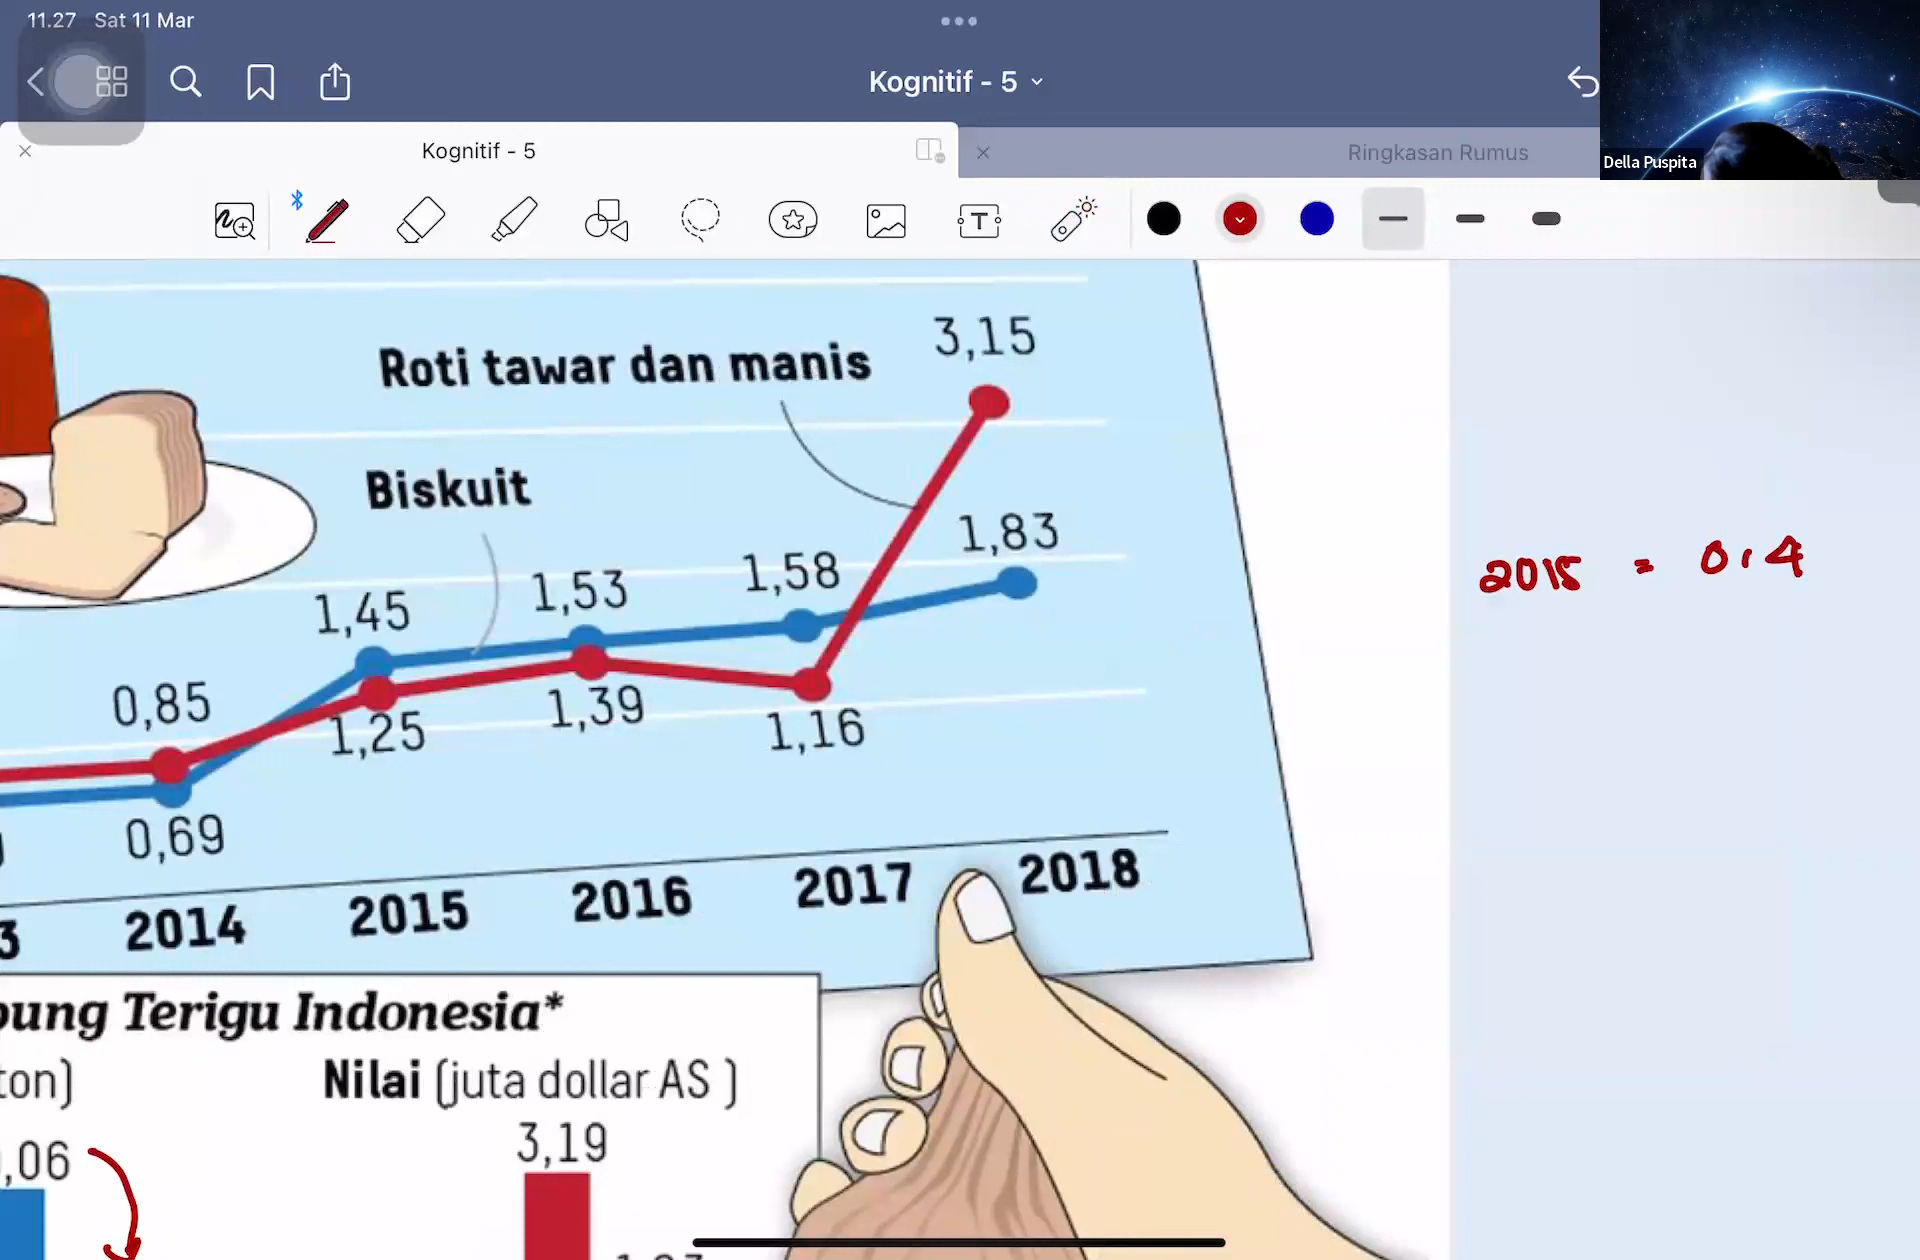 11.27 Sat 11 Mar
Kognitif - 5
Kognitif - 5
Ringkasan Rumus
Della Puspita
T
Roti tawar dan manis
3,15
Biskuit
1,83
1,45
1,53
1,58
0,85
1,25
1,39
1,16
0,69
2014
2015
2016
2017
2018
2015 = 0,4
Terigu Indonesia*
ton)
Nilai (juta dollar AS )
,06
3,19